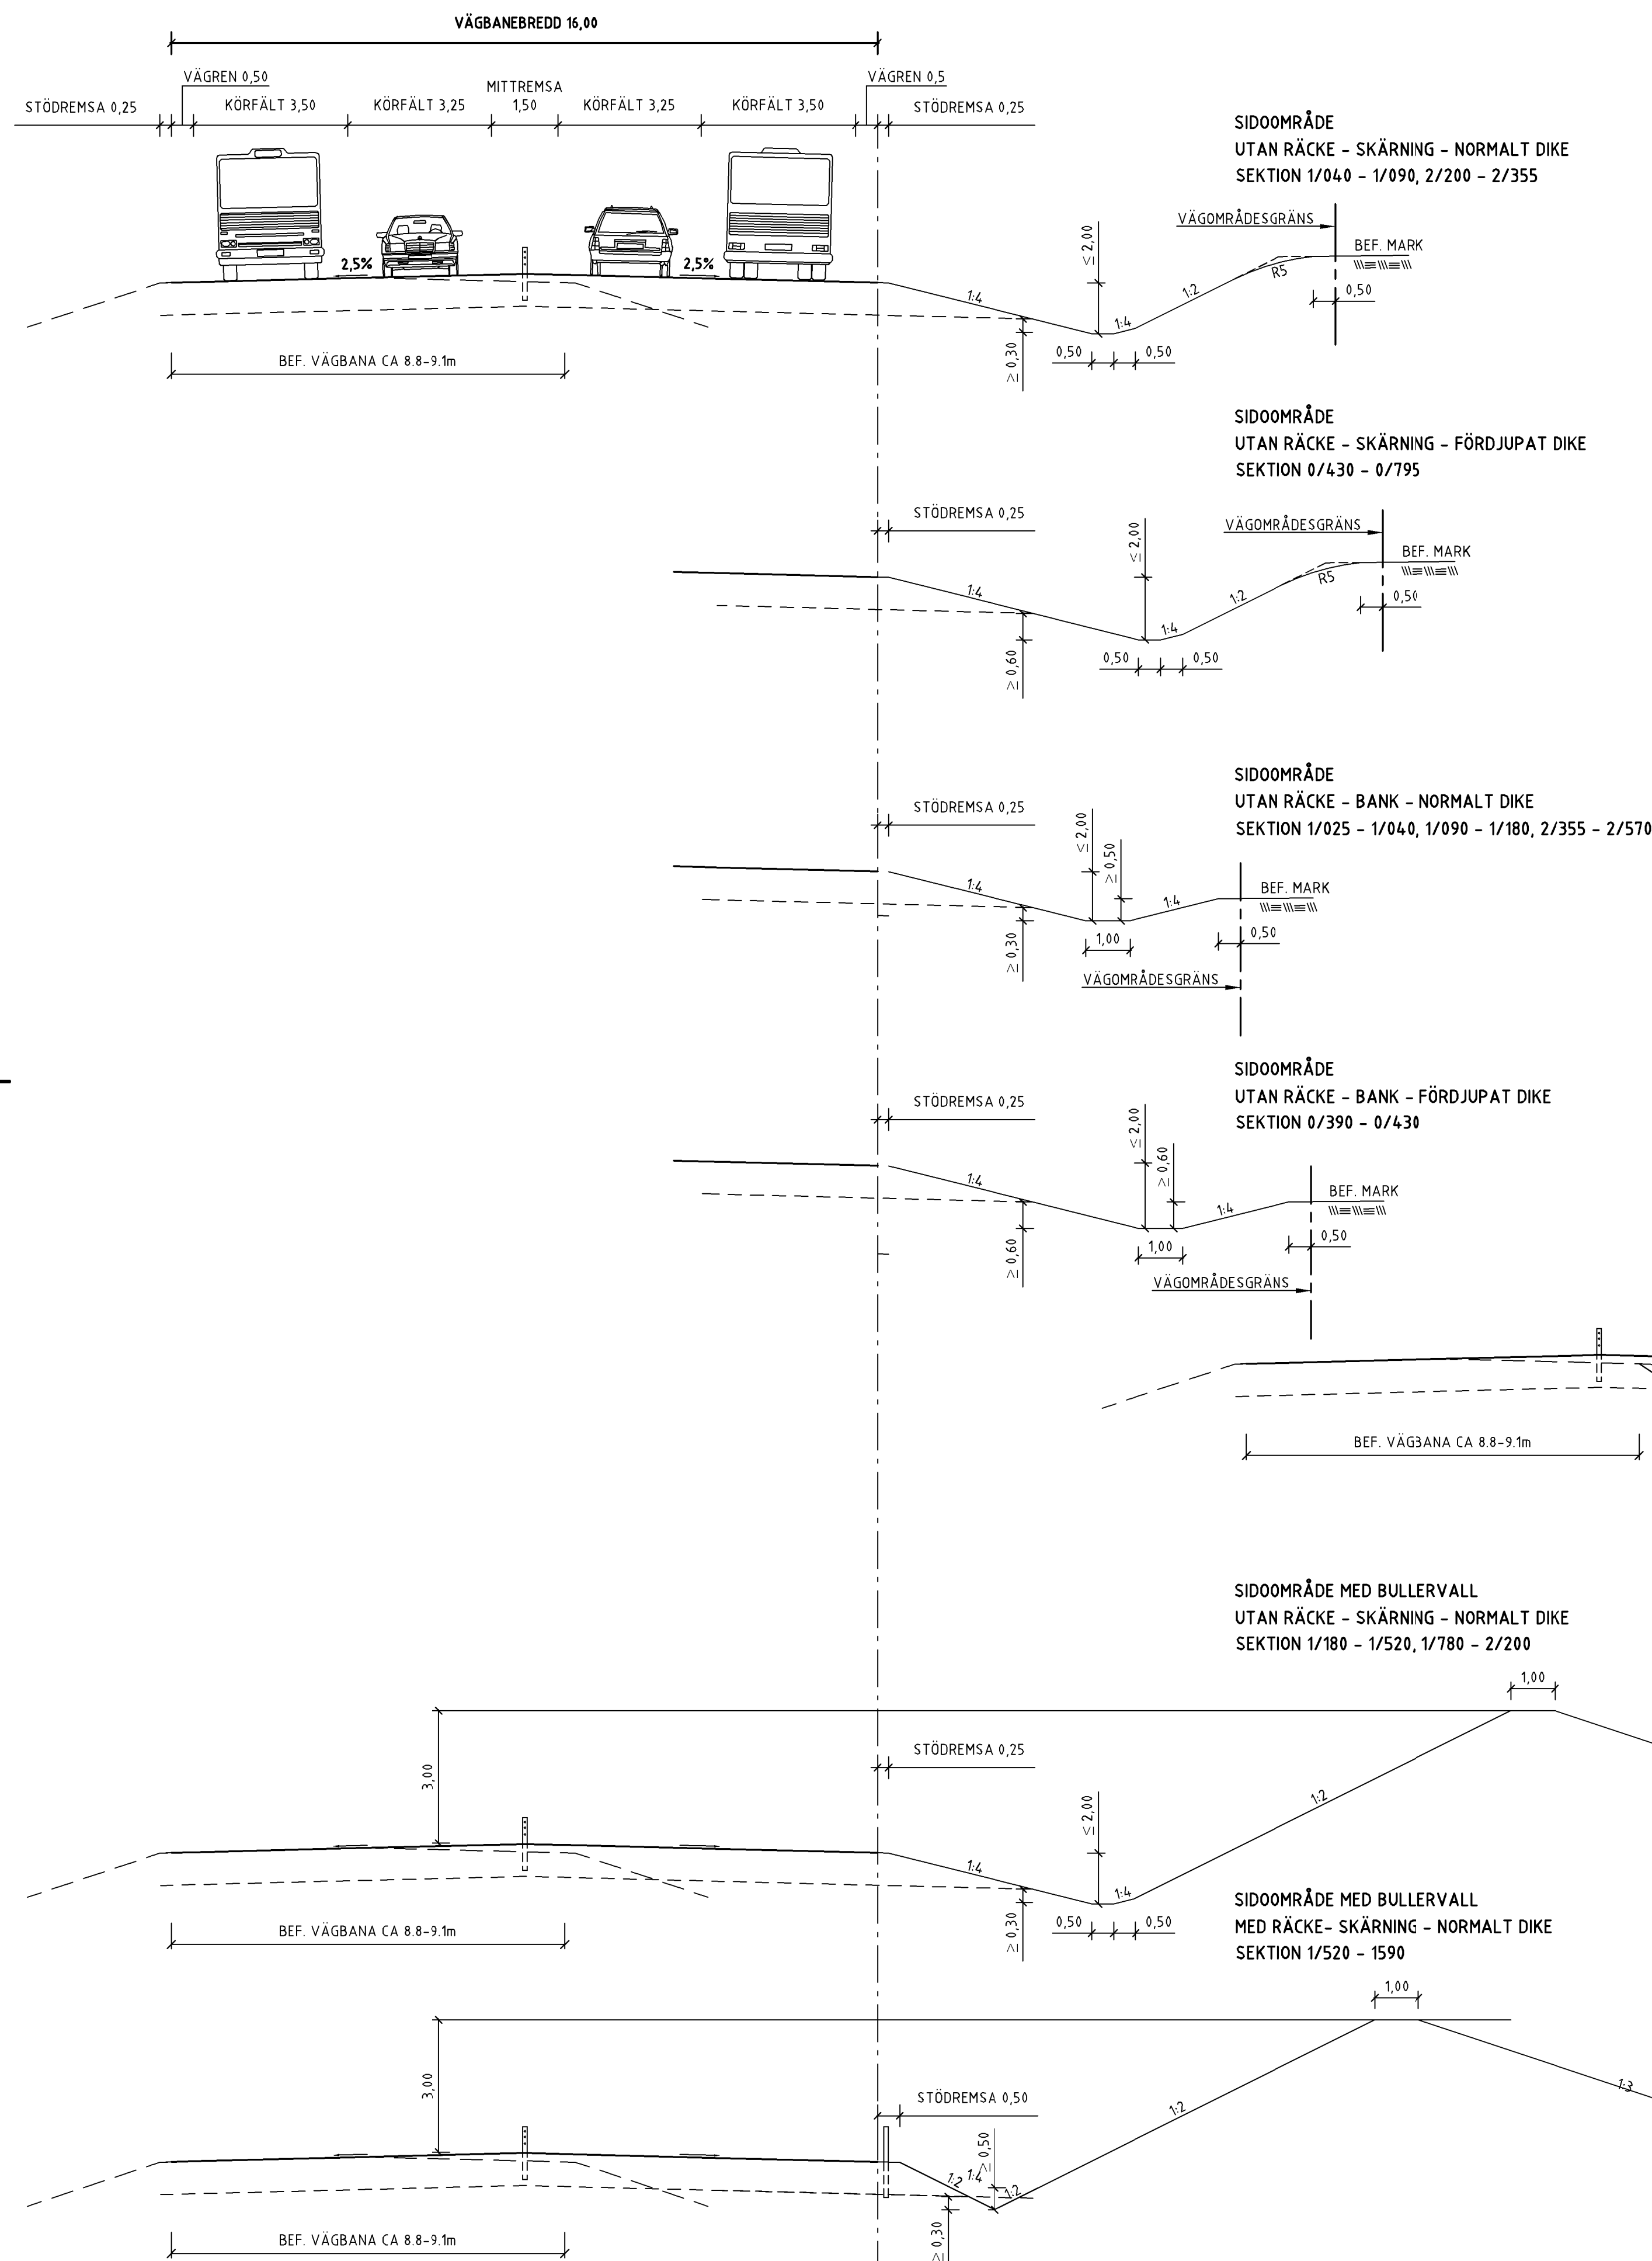 VÄGBANEBREDD 16,00
VÄGREN 0,50
VÄGREN 0,5
MITTREMSA
STÖDREMSA 0,25
KÖRFÄLT 3,50
KÖRFÄLT 3,25
1,50
KÖRFÄLT 3,25
KÖRFÄLT 3,50
STÖDREMSA 0,25
SIDOOMRÅDE
UTAN RÄCKE - SKÄRNING - NORMALT DIKE
SEKTION 1/040 - 1/090, 2/200 - 2/355
VÄGOMRÅDESGRÄNS
BEF. MARK
≤ 2,00
2,5%
2,5%
1:4
1:4
1:2
R5
0,50
≥ 0,30
0,50
0,50
BEF. VÄGBANA CA 8.8-9.1m
SIDOOMRÅDE
UTAN RÄCKE - SKÄRNING - FÖRDJUPAT DIKE
SEKTION 0/430 - 0/795
STÖDREMSA 0,25
VÄGOMRÅDESGRÄNS
BEF. MARK
≤ 2,00
1:4
1:4
1:2
R5
0,50
≥ 0,60
0,50
0,50
SIDOOMRÅDE
UTAN RÄCKE - BANK - NORMALT DIKE
SEKTION 1/025 - 1/040, 1/090 - 1/180, 2/355 - 2/570
STÖDREMSA 0,25
≤ 2,00
≥ 0,50
1:4
1:4
BEF. MARK
0,50
≥ 0,30
1,00
VÄGOMRÅDESGRÄNS
SIDOOMRÅDE
UTAN RÄCKE - BANK - FÖRDJUPAT DIKE
SEKTION 0/390 - 0/430
STÖDREMSA 0,25
≤ 2,00
≥ 0,60
1:4
1:4
BEF. MARK
0,50
≥ 0,60
1,00
VÄGOMRÅDESGRÄNS
BEF. VÄGBANA CA 8.8-9.1m
SIDOOMRÅDE MED BULLERVALL
UTAN RÄCKE - SKÄRNING - NORMALT DIKE
SEKTION 1/180 - 1/520, 1/780 - 2/200
1,00
3,00
STÖDREMSA 0,25
≤ 2,00
1:2
1:4
1:4
≥ 0,30
0,50
0,50
BEF. VÄGBANA CA 8.8-9.1m
SIDOOMRÅDE MED BULLERVALL
MED RÄCKE- SKÄRNING - NORMALT DIKE
SEKTION 1/520 - 1590
1,00
3,00
STÖDREMSA 0,50
1:2
1:3
≥ 0,50
1:2
1:4
1:2
≥ 0,30
BEF. VÄGBANA CA 8.8-9.1m